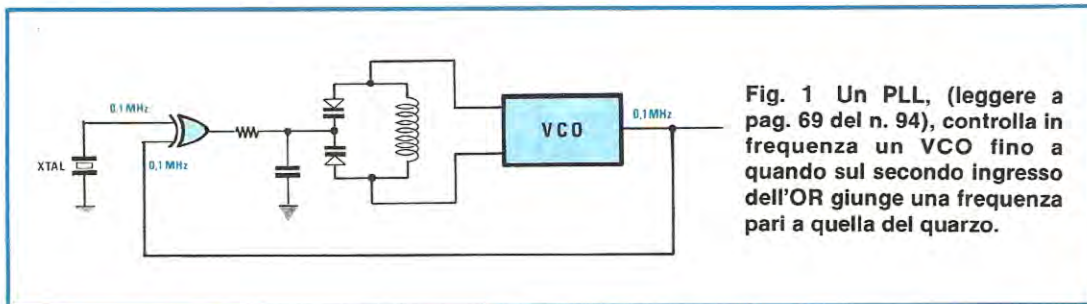 0,1 MHz
XTAL
0,1 MHz
VCO
0,1 MHz
Fig. 1 Un PLL, (leggere a
pag. 69 del n. 94), controlla in
frequenza un VCO fino a
quando sul secondo ingresso
dell'OR giunge una frequenza
pari a quella del quarzo.